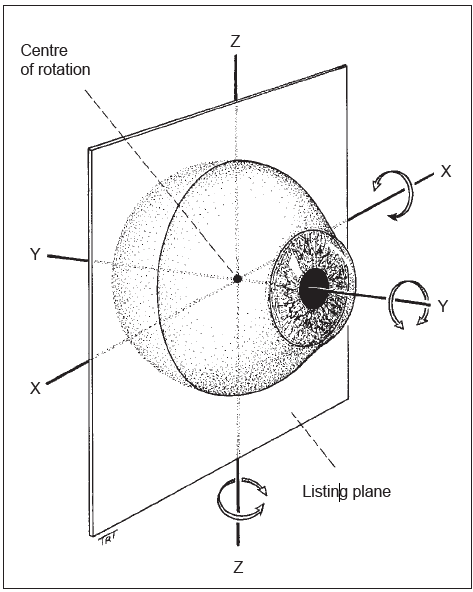 Centre
of rotation
Z
X
Y
Y
X
Listing plane
TRT
Z